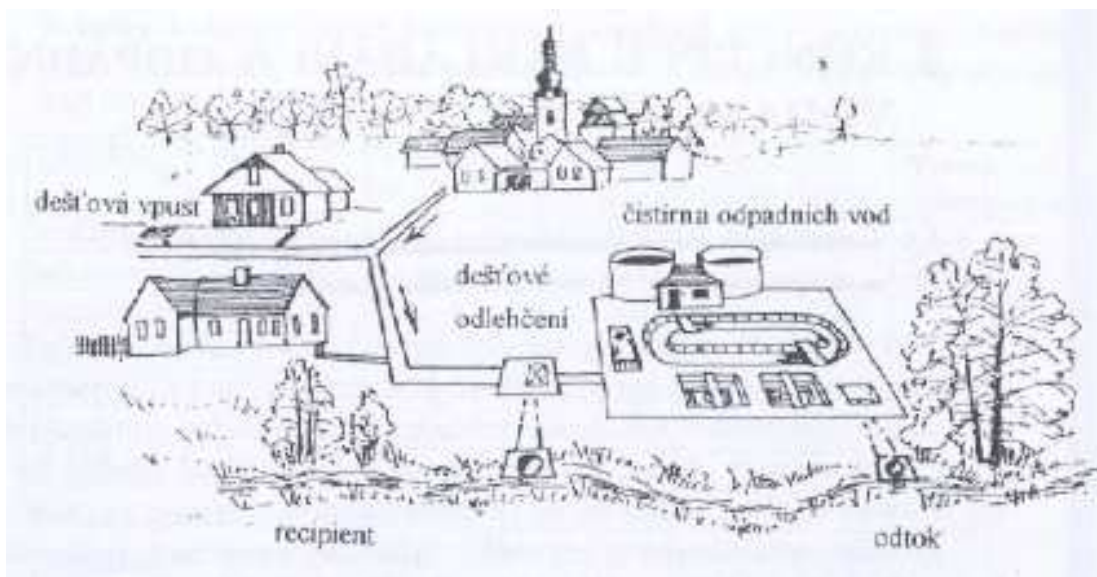 dešťová vpusť
čistírna odpadních vod
dešťové
odlehčení
recipient
odtok